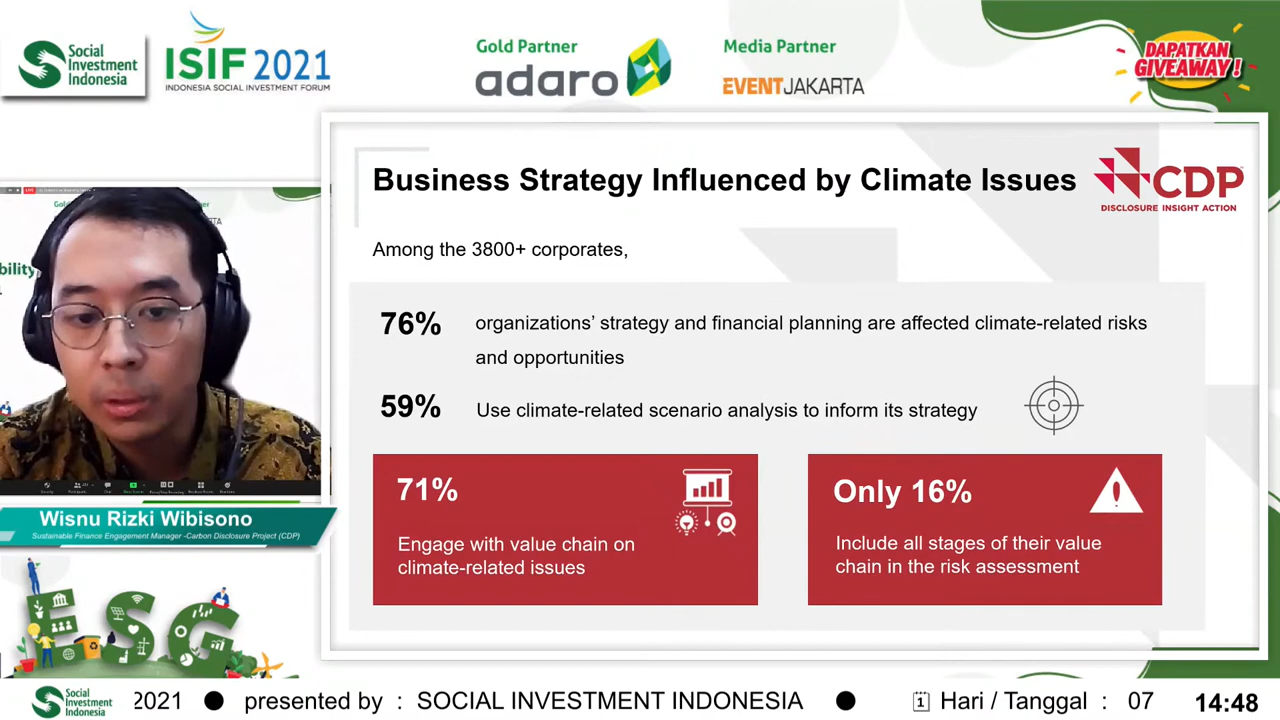 Social
Investment
Indonesia
ISIF 2021
INDONESIA SOCIAL INVESTMENT FORUM
Gold Partner
adaro
Media Partner
EVENTJAKARTA
DAPATKAN
GIVEAWAY !
Business Strategy Influenced by Climate Issues
CDP
DISCLOSURE INSIGHT ACTION
Among the 3800+ corporates,
76%
organizations’ strategy and financial planning are affected climate-related risks
and opportunities
59%
Use climate-related scenario analysis to inform its strategy
71%
Engage with value chain on
climate-related issues
Only 16%
Include all stages of their value
chain in the risk assessment
bility
Wisnu Rizki Wibisono
Sustainable Finance Engagement Manager -Carbon Disclosure Project (CDP)
ESG
Social
Investment
Indonesia
2021 ● presented by : SOCIAL INVESTMENT INDONESIA ● Hari / Tanggal : 07
14:48